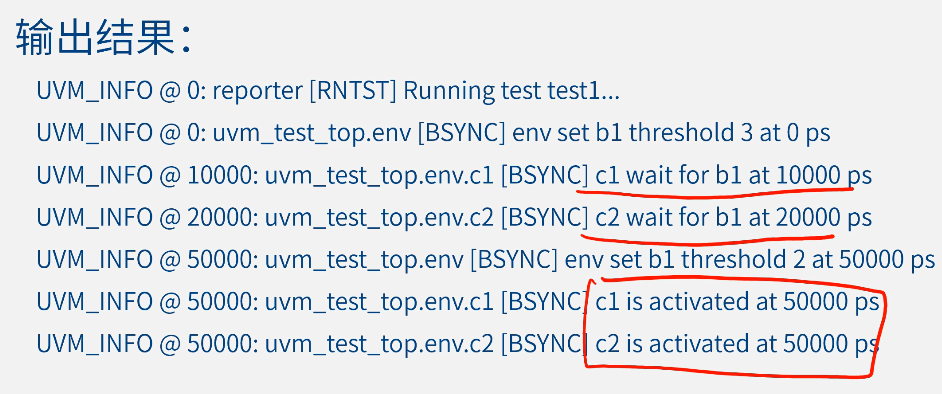 输出结果：
UVM_INFO @ 0: reporter [RNTST] Running test test1...
UVM_INFO @ 0: uvm_test_top.env [BSYNC] env set b1 threshold 3 at 0 ps
UVM_INFO @ 10000: uvm_test_top.env.c1 [BSYNC] c1 wait for b1 at 10000 ps
UVM_INFO @ 20000: uvm_test_top.env.c2 [BSYNC] c2 wait for b1 at 20000 ps
UVM_INFO @ 50000: uvm_test_top.env [BSYNC] env set b1 threshold 2 at 50000 ps
UVM_INFO @ 50000: uvm_test_top.env.c1 [BSYNC] c1 is activated at 50000 ps
UVM_INFO @ 50000: uvm_test_top.env.c2 [BSYNC] c2 is activated at 50000 ps